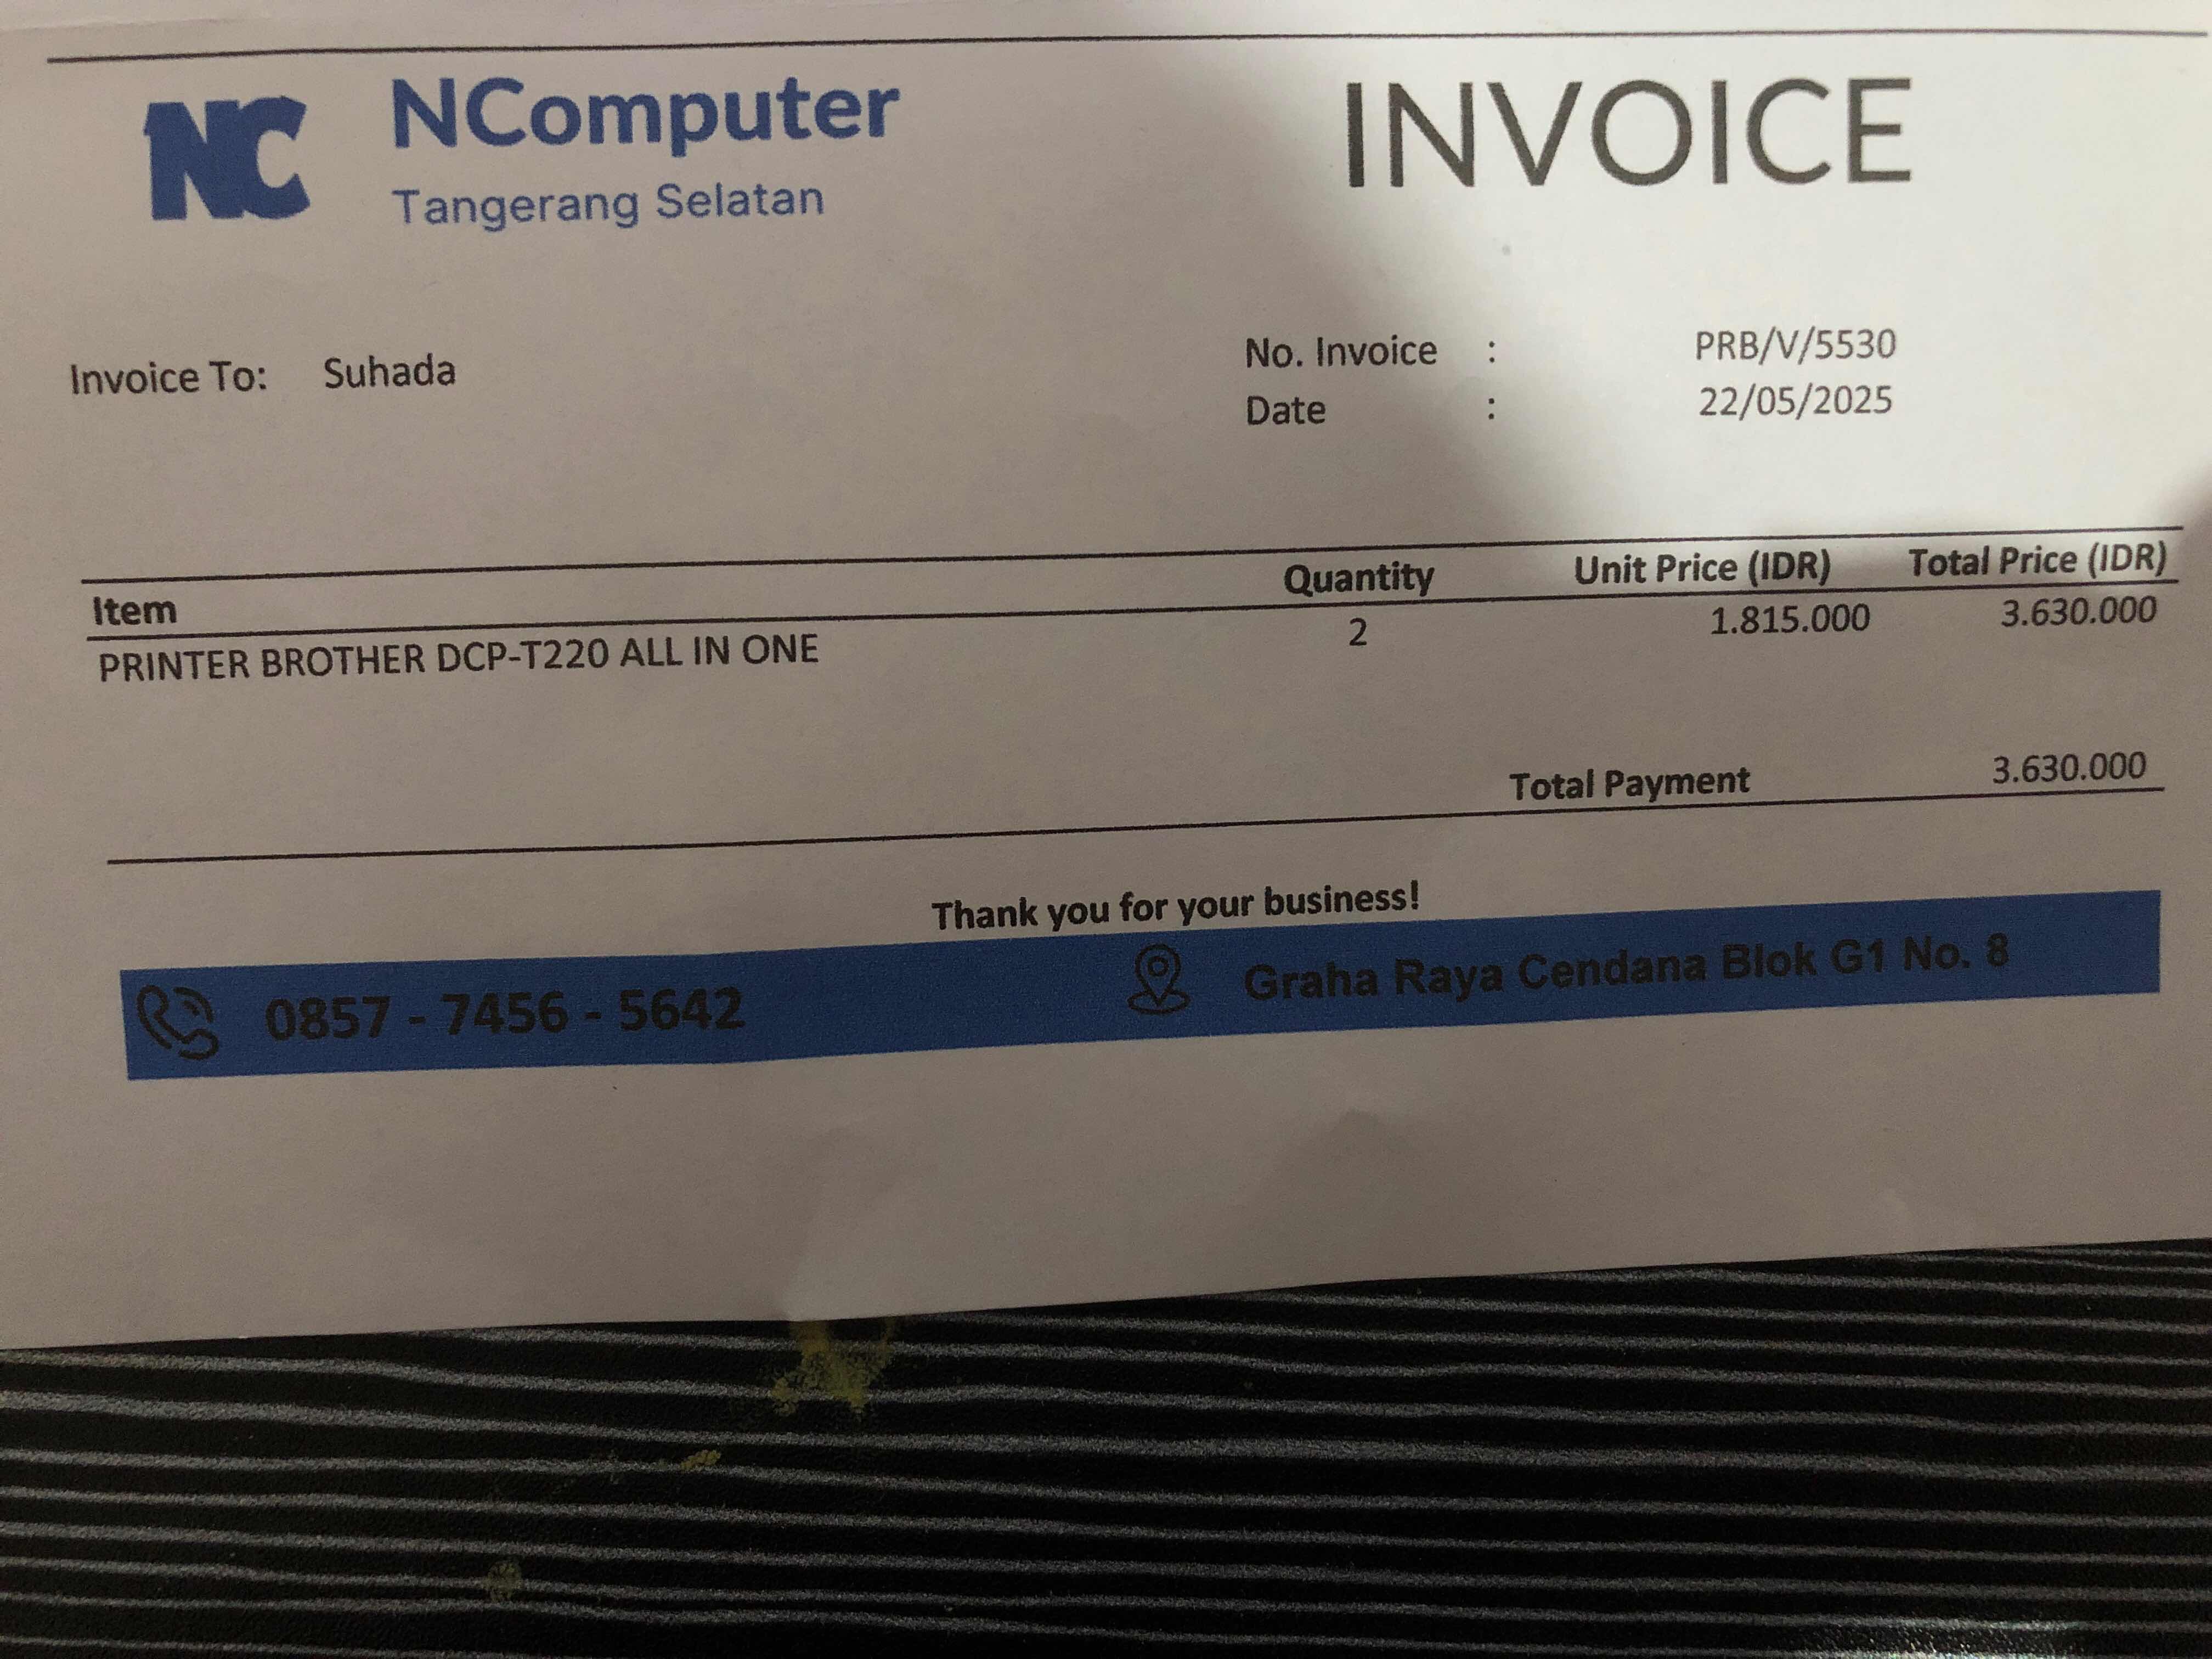 NC NComputer
Tangerang Selatan
INVOICE
Invoice To: Suhada
No. Invoice : PRB/V/5530
Date : 22/05/2025
Item Quantity Unit Price (IDR) Total Price (IDR)
PRINTER BROTHER DCP-T220 ALL IN ONE 2 1.815.000 3.630.000
Total Payment 3.630.000
Thank you for your business!
0857 - 7456 - 5642 Graha Raya Cendana Blok G1 No. 8